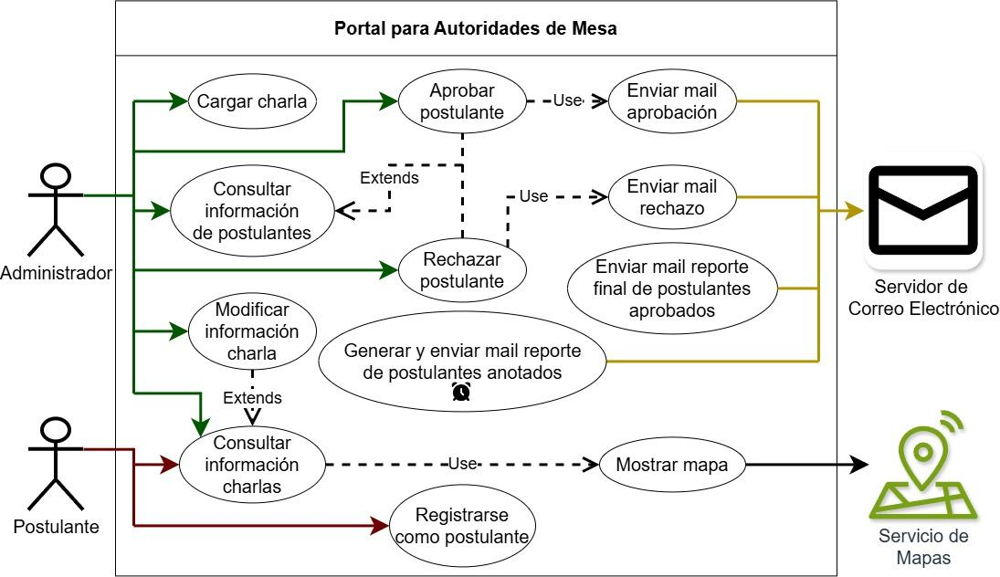 Portal para Autoridades de Mesa
Cargar charla
Aprobar
postulante
Use
Enviar mail
aprobación
Extends
Consultar
información
de postulantes
Use
Enviar mail
rechazo
Administrador
Rechazar
postulante
Enviar mail reporte
final de postulantes
aprobados
Servidor de
Correo Electrónico
Modificar
información
charla
Generar y enviar mail reporte
de postulantes anotados
Extends
Consultar
información
charlas
Use
Mostrar mapa
Postulante
Registrarse
como postulante
Servicio de
Mapas